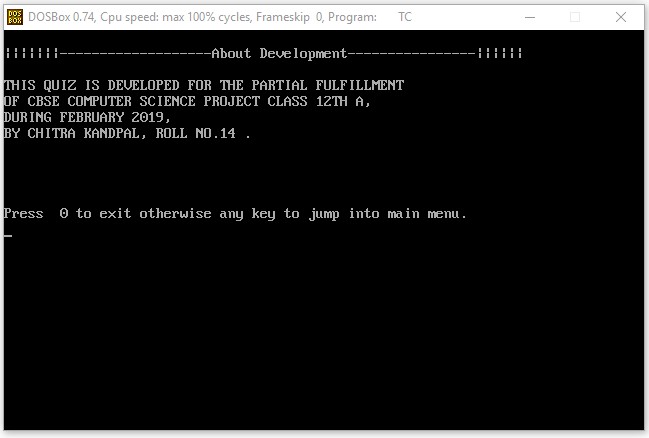 DOS BOX
DOSBox 0.74, Cpu speed: max 100% cycles, Frameskip 0, Program: TC
¦¦¦¦¦¦¦-------------------About Development----------------¦¦¦¦¦¦
THIS QUIZ IS DEVELOPED FOR THE PARTIAL FULFILLMENT
OF CBSE COMPUTER SCIENCE PROJECT CLASS 12TH A,
DURING FEBRUARY 2019,
BY CHITRA KANDPAL, ROLL NO.14 .
Press  0 to exit otherwise any key to jump into main menu.
_